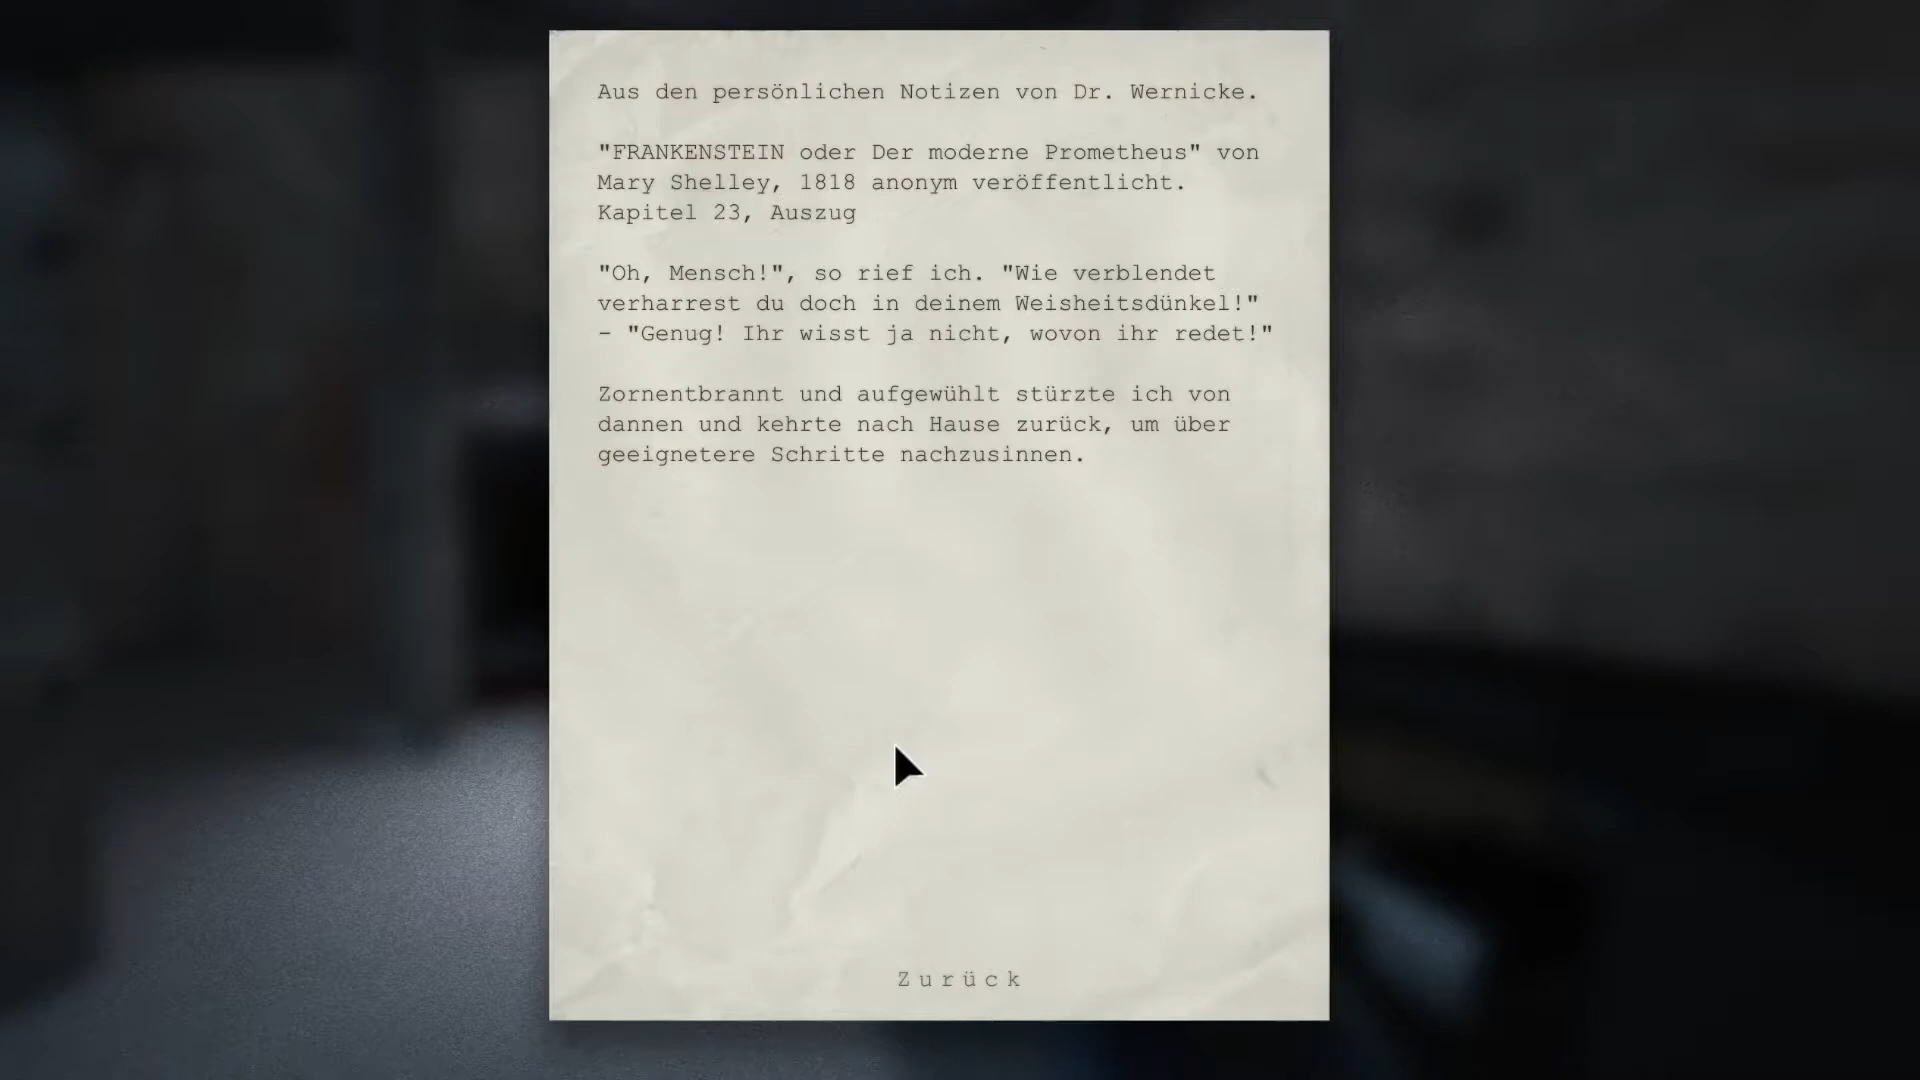 Aus den persönlichen Notizen von Dr. Wernicke.
"FRANKENSTEIN oder Der moderne Prometheus" von
Mary Shelley, 1818 anonym veröffentlicht.
Kapitel 23, Auszug
"Oh, Mensch!", so rief ich. "Wie verblendet
verharrest du doch in deinem Weisheitsdünkel!"
- "Genug! Ihr wisst ja nicht, wovon ihr redet!"
Zornentbrannt und aufgewühlt stürzte ich von
dannen und kehrte nach Hause zurück, um über
geeignetere Schritte nachzusinnen.
Zurück